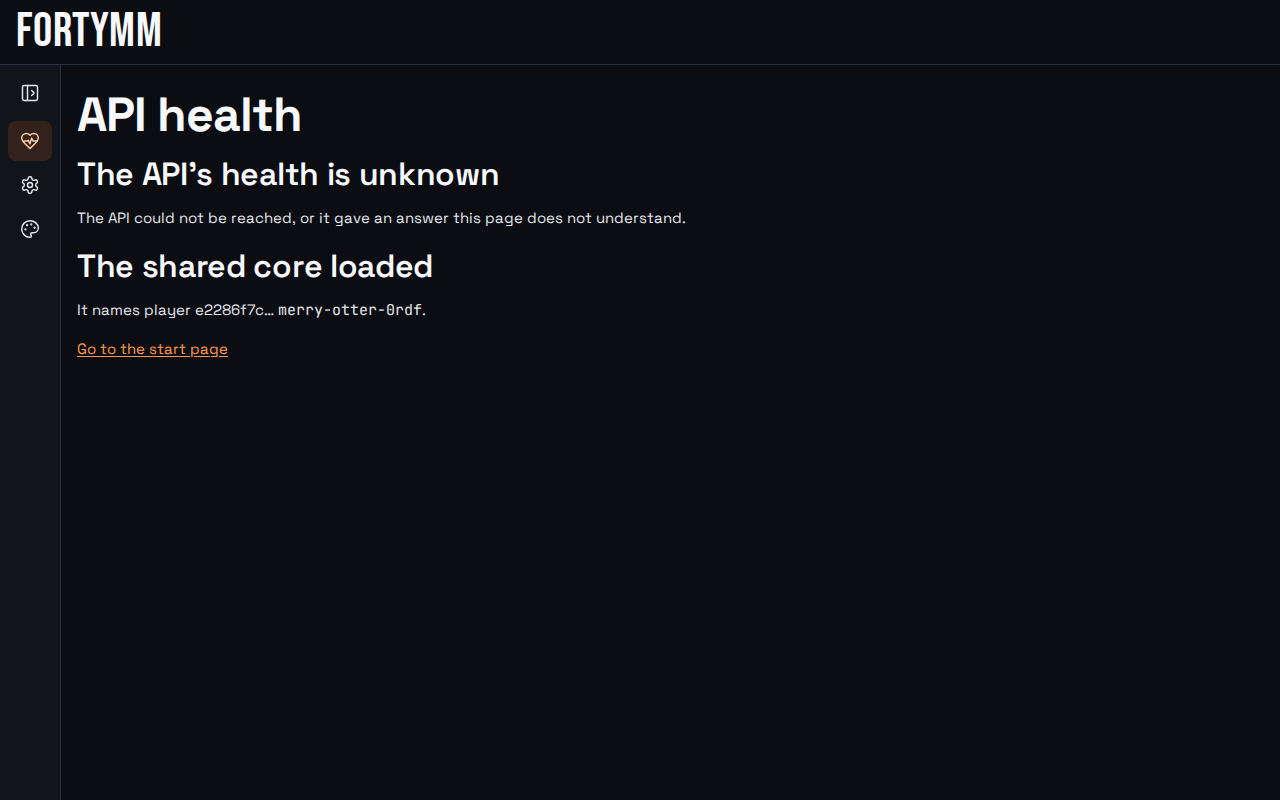 FORTYMM
API health
The API’s health is unknown
The API could not be reached, or it gave an answer this page does not understand.
The shared core loaded
It names player e2286f7c… merry-otter-0rdf.
Go to the start page